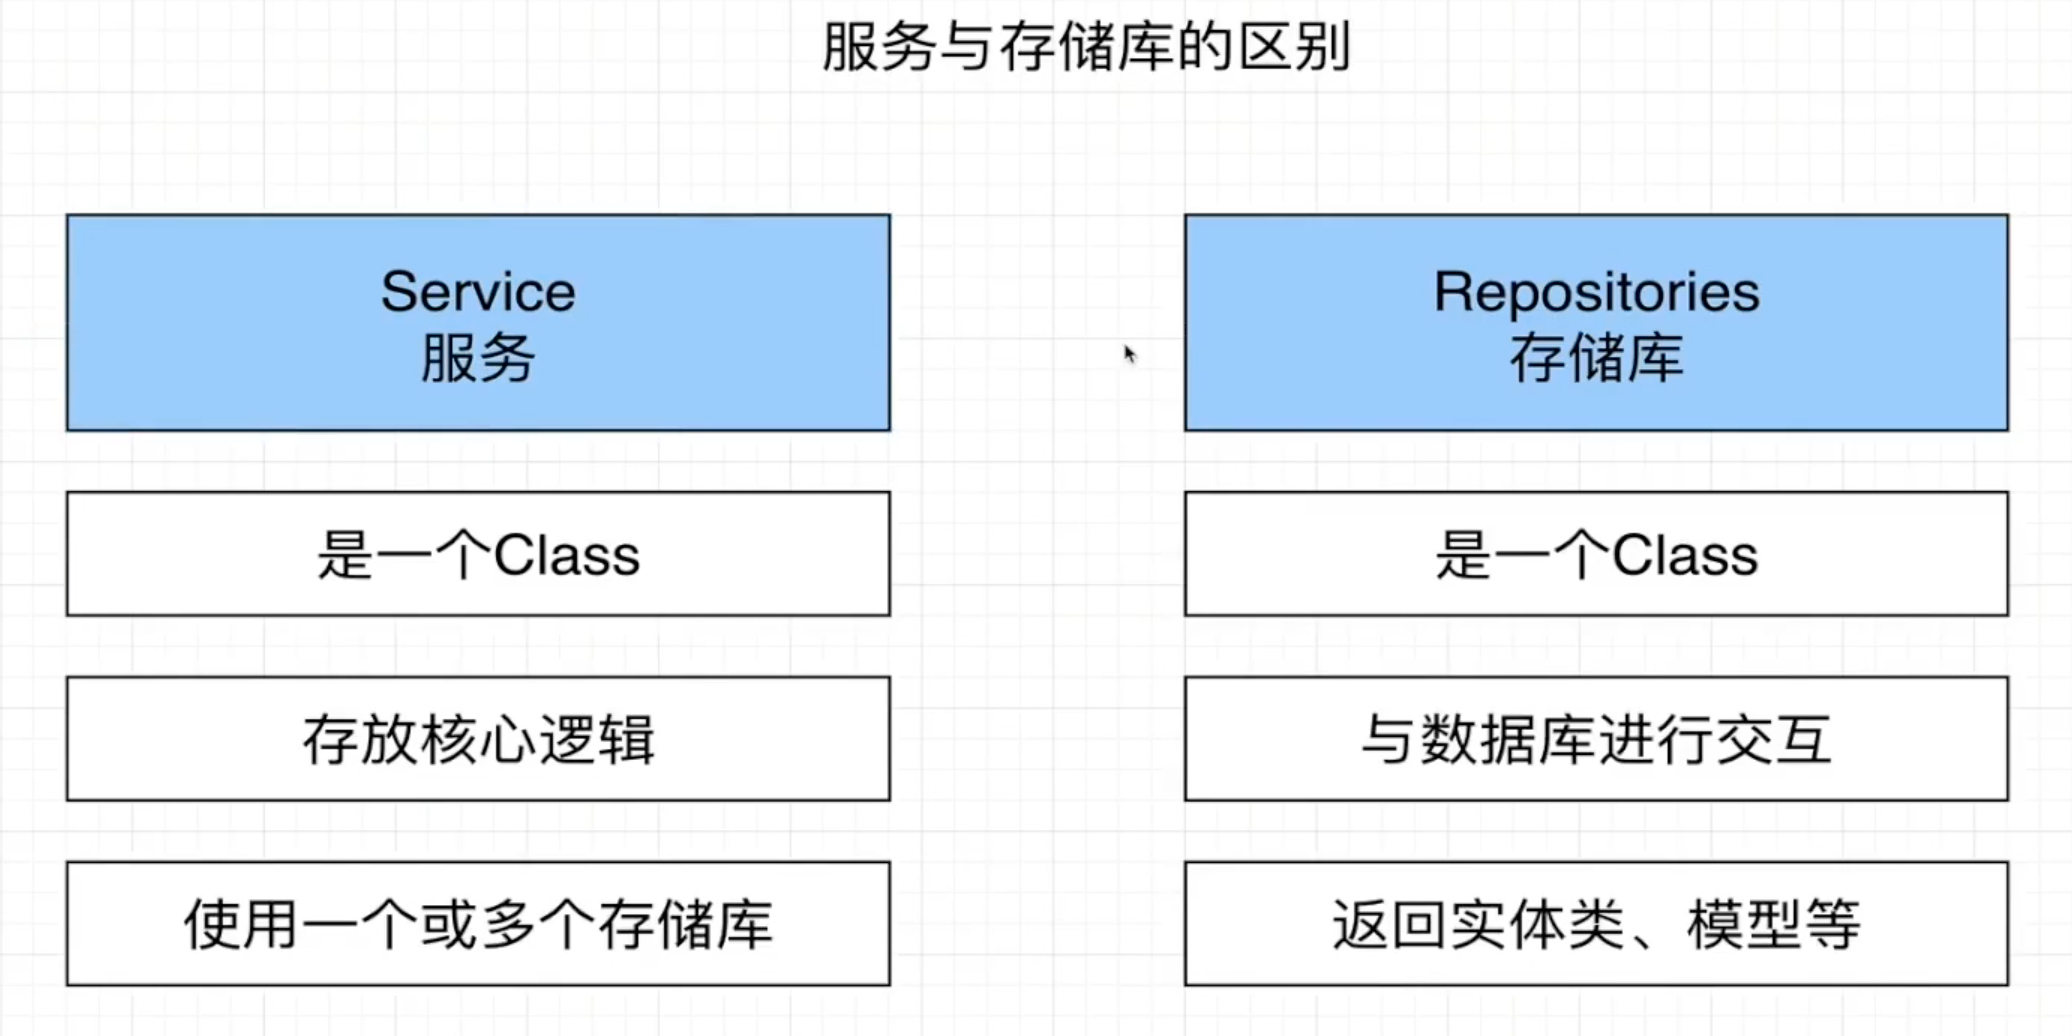 服务与存储库的区别
Service
服务
是一个Class
存放核心逻辑
使用一个或多个存储库
Repositories
存储库
是一个Class
与数据库进行交互
返回实体类、模型等